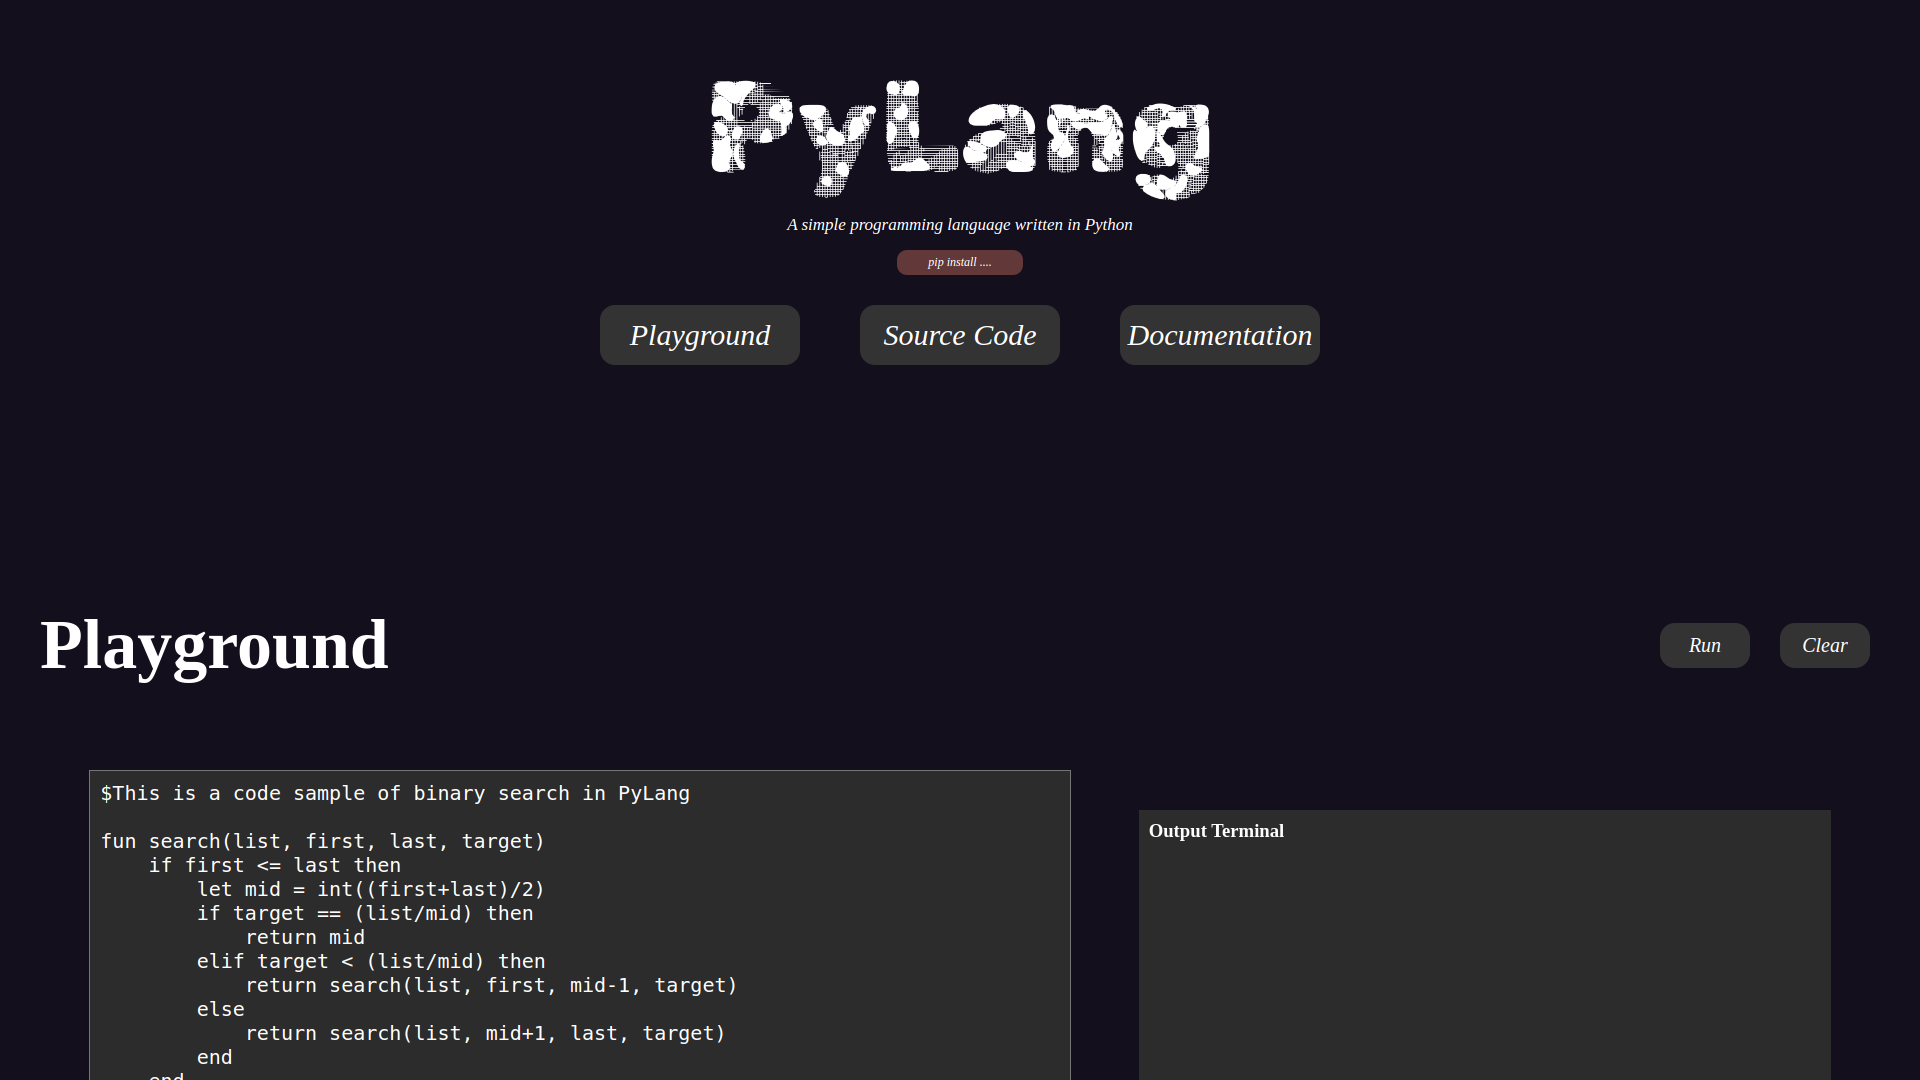 PyLang
A simple programming language written in Python
pip install ....
Playground
Source Code
Documentation
Playground
Run
Clear
$This is a code sample of binary search in PyLang

fun search(list, first, last, target)
    if first <= last then
        let mid = int((first+last)/2)
        if target == (list/mid) then
            return mid
        elif target < (list/mid) then
            return search(list, first, mid-1, target)
        else
            return search(list, mid+1, last, target)
        end
    end
Output Terminal